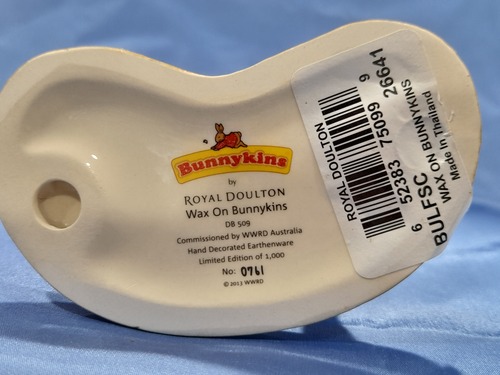 Bunnykins
by
ROYAL DOULTON
Wax On Bunnykins
DB 509
Commissioned by WWRD Australia
Hand Decorated Earthenware
Limited Edition of 1,000
No: 0761
© 2013 WWRD
ROYAL DOULTON
6 52383 75099 9
26641
BULFSC
WAX ON BUNNYKINS
Made in Thailand